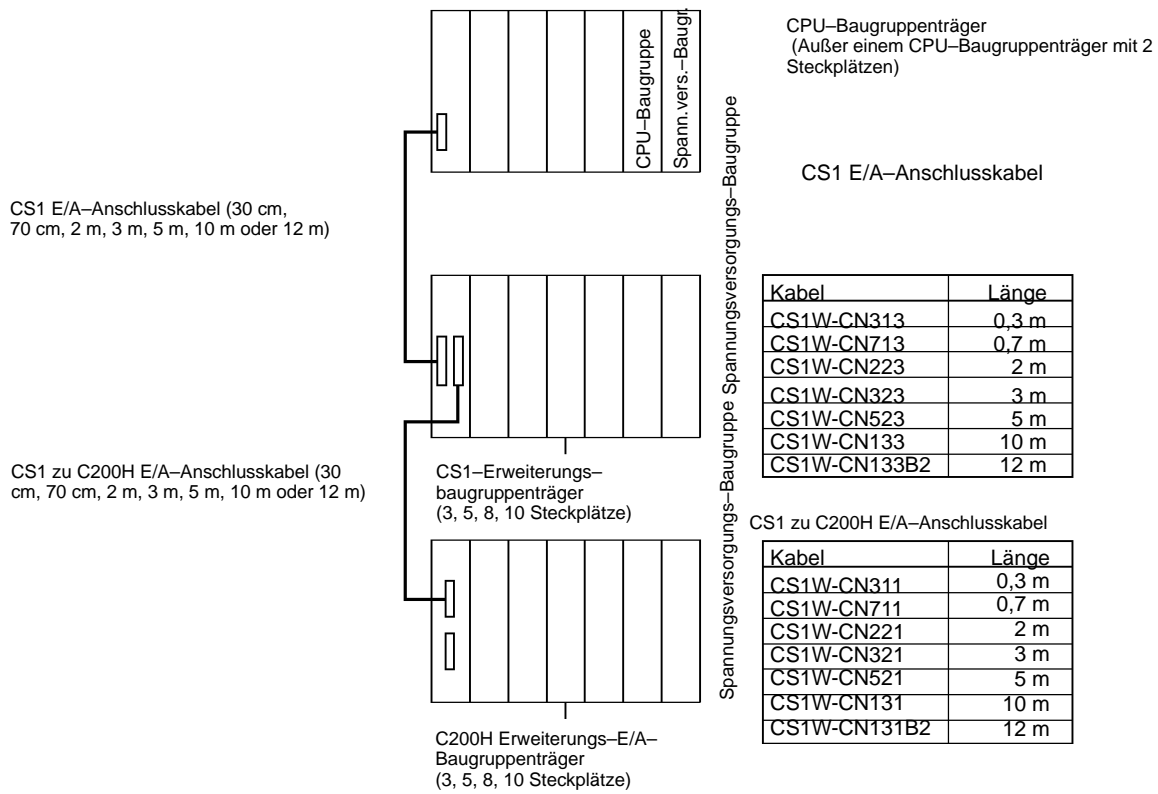 CPU–Baugruppenträger
(Außer einem CPU–Baugruppenträger mit 2
Steckplätzen)
CPU–Baugruppe
Spann.vers.–Baugr.
CS1 E/A–Anschlusskabel
CS1 E/A–Anschlusskabel (30 cm,
70 cm, 2 m, 3 m, 5 m, 10 m oder 12 m)
Spannungsversorgungs–Baugruppe
Kabel Länge
CS1W-CN313 0,3 m
CS1W-CN713 0,7 m
CS1W-CN223 2 m
CS1W-CN323 3 m
CS1W-CN523 5 m
CS1W-CN133 10 m
CS1W-CN133B2 12 m
CS1 zu C200H E/A–Anschlusskabel (30
cm, 70 cm, 2 m, 3 m, 5 m, 10 m oder 12 m)
CS1–Erweiterungs–
baugruppenträger
(3, 5, 8, 10 Steckplätze)
Spannungsversorgungs–Baugruppe
CS1 zu C200H E/A–Anschlusskabel
Kabel Länge
CS1W-CN311 0,3 m
CS1W-CN711 0,7 m
CS1W-CN221 2 m
CS1W-CN321 3 m
CS1W-CN521 5 m
CS1W-CN131 10 m
CS1W-CN131B2 12 m
C200H Erweiterungs–E/A–
Baugruppenträger
(3, 5, 8, 10 Steckplätze)